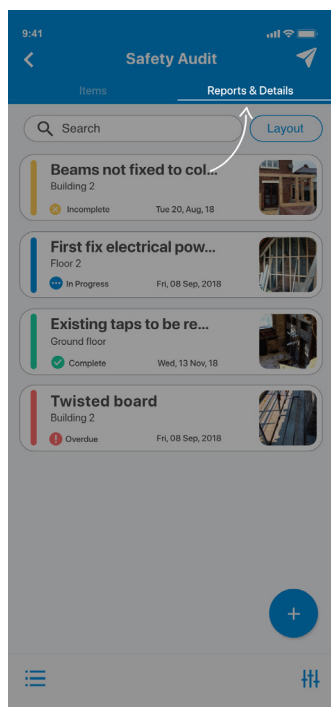 9:41
Safety Audit
Items
Reports & Details
Search
Layout
Beams not fixed to col...
Building 2
Incomplete Tue 20, Aug, 18
First fix electrical pow...
Floor 2
In Progress Fri, 08 Sep, 2018
Existing taps to be re...
Ground floor
Complete Wed, 13 Nov, 18
Twisted board
Building 2
Overdue Fri, 08 Sep, 2018